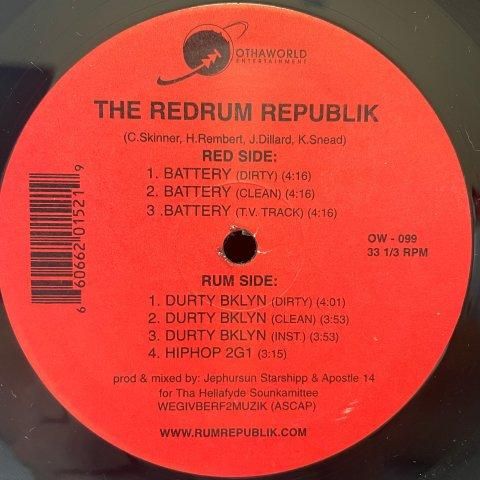 OTHAWORLD
ENTERTAINMENT
THE REDRUM REPUBLIK
(C.Skinner, H.Rembert, J.Dillard, K.Snead)
RED SIDE:
1. BATTERY (DIRTY) (4:16)
2. BATTERY (CLEAN) (4:16)
3 .BATTERY (T.V. TRACK) (4:16)
OW - 099
33 1/3 RPM
6 60662 01521 9
RUM SIDE:
1. DURTY BKLYN (DIRTY) (4:01)
2. DURTY BKLYN (CLEAN) (3:53)
3. DURTY BKLYN (INST.) (3:53)
4. HIPHOP 2G1 (3:15)
prod & mixed by: Jephursun Starshipp & Apostle 14
for Tha Hellafyde Sounkamittee
WEGIVBERF2MUZIK (ASCAP)
WWW.RUMREPUBLIK.COM